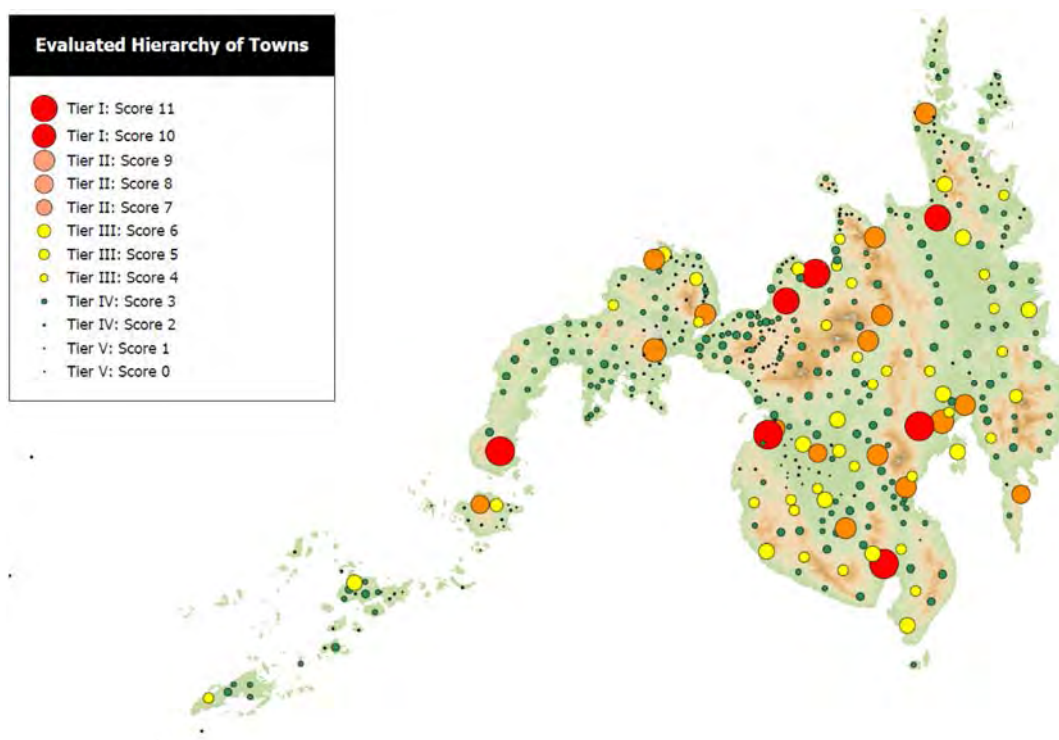 Evaluated Hierarchy of Towns
Tier I: Score 11
Tier I: Score 10
Tier II: Score 9
Tier II: Score 8
Tier II: Score 7
Tier III: Score 6
Tier III: Score 5
Tier III: Score 4
Tier IV: Score 3
Tier IV: Score 2
Tier V: Score 1
Tier V: Score 0